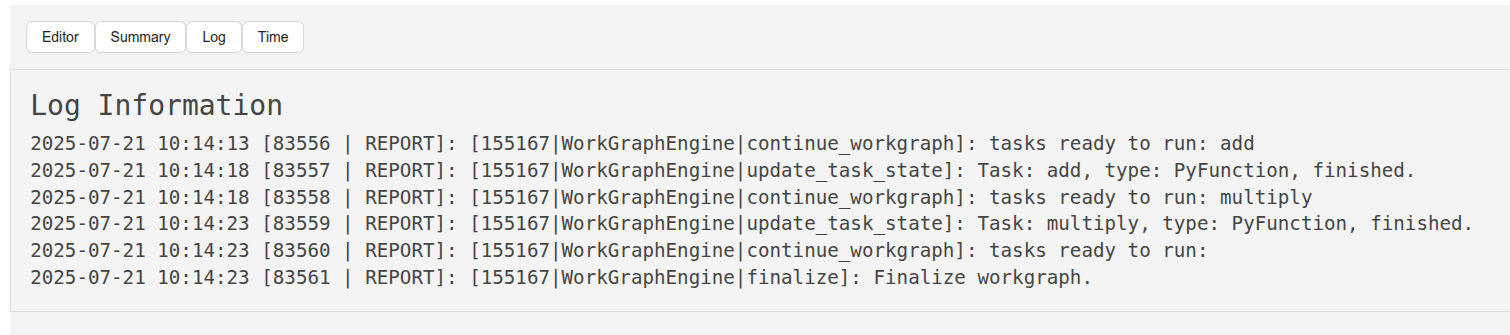 Editor Summary Log Time
Log Information
2025-07-21 10:14:13 [83556 | REPORT]: [155167|WorkGraphEngine|continue_workgraph]: tasks ready to run: add
2025-07-21 10:14:18 [83557 | REPORT]: [155167|WorkGraphEngine|update_task_state]: Task: add, type: PyFunction, finished.
2025-07-21 10:14:18 [83558 | REPORT]: [155167|WorkGraphEngine|continue_workgraph]: tasks ready to run: multiply
2025-07-21 10:14:23 [83559 | REPORT]: [155167|WorkGraphEngine|update_task_state]: Task: multiply, type: PyFunction, finished.
2025-07-21 10:14:23 [83560 | REPORT]: [155167|WorkGraphEngine|continue_workgraph]: tasks ready to run:
2025-07-21 10:14:23 [83561 | REPORT]: [155167|WorkGraphEngine|finalize]: Finalize workgraph.